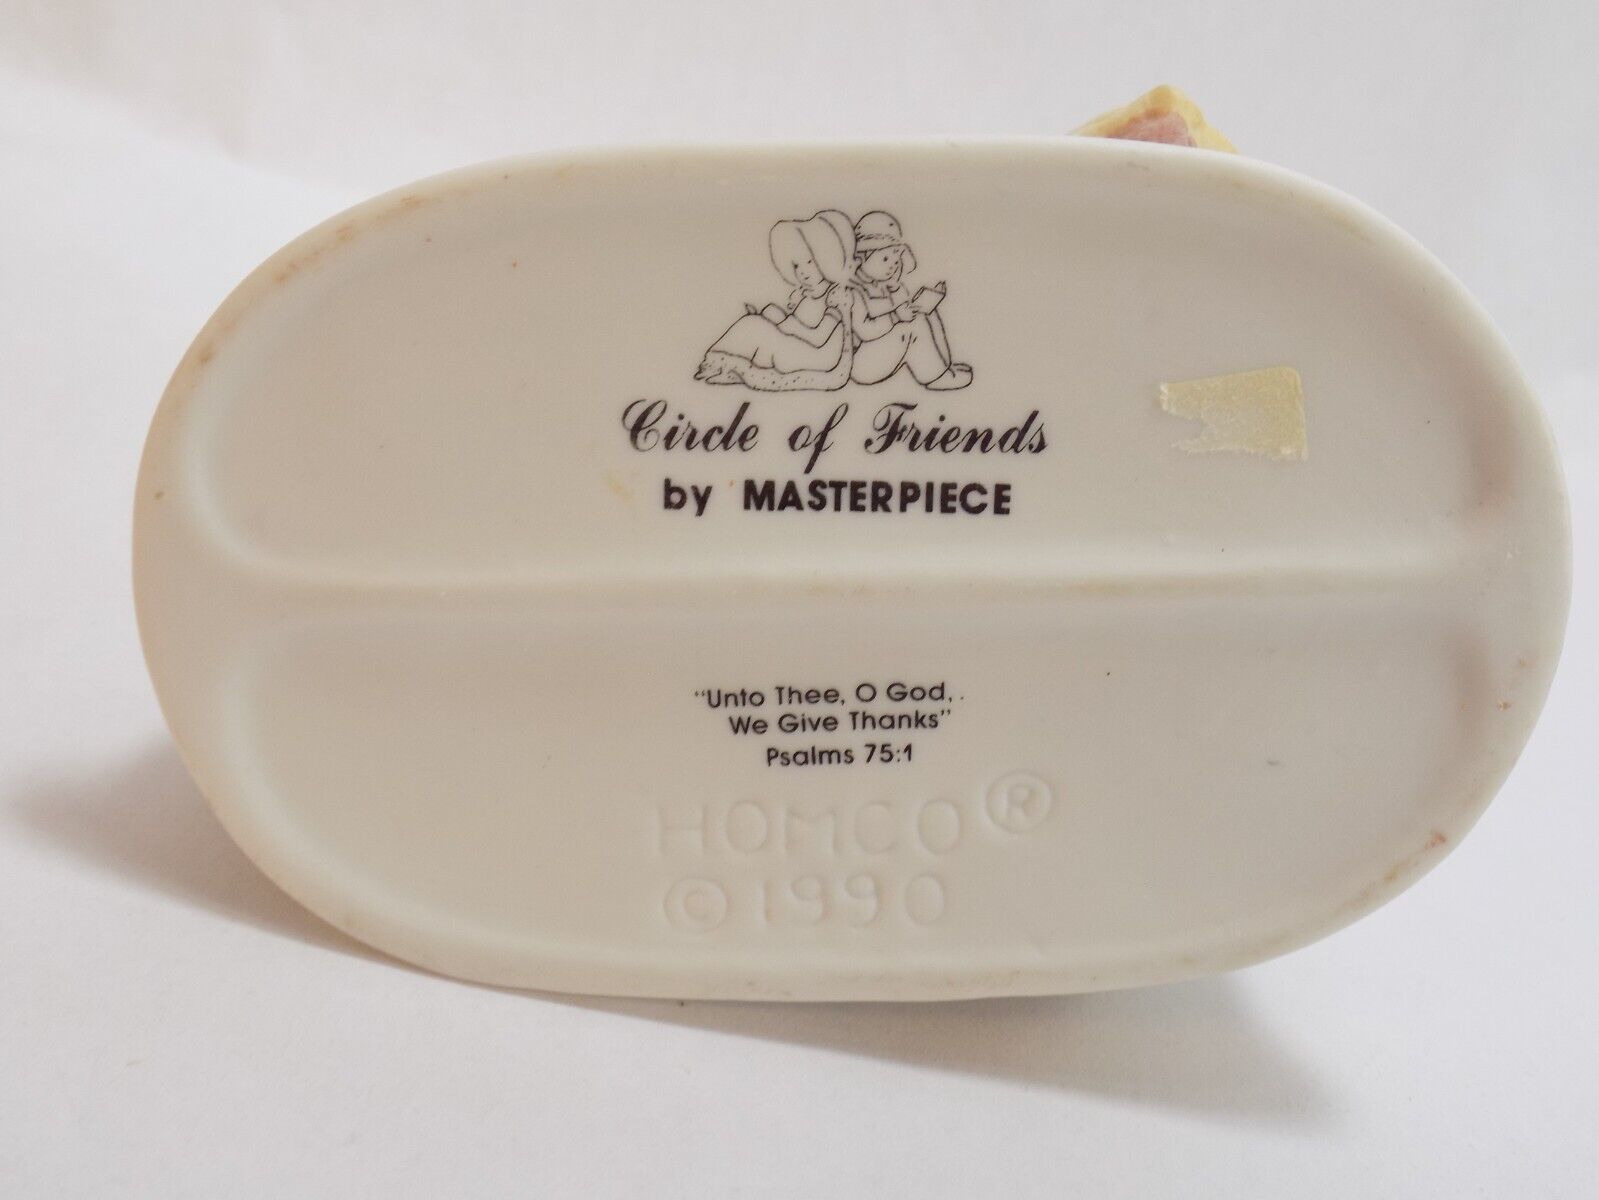 Circle of Friends
by MASTERPIECE
"Unto Thee, O God, .
We Give Thanks"
Psalms 75:1
HOMCO®
©1990